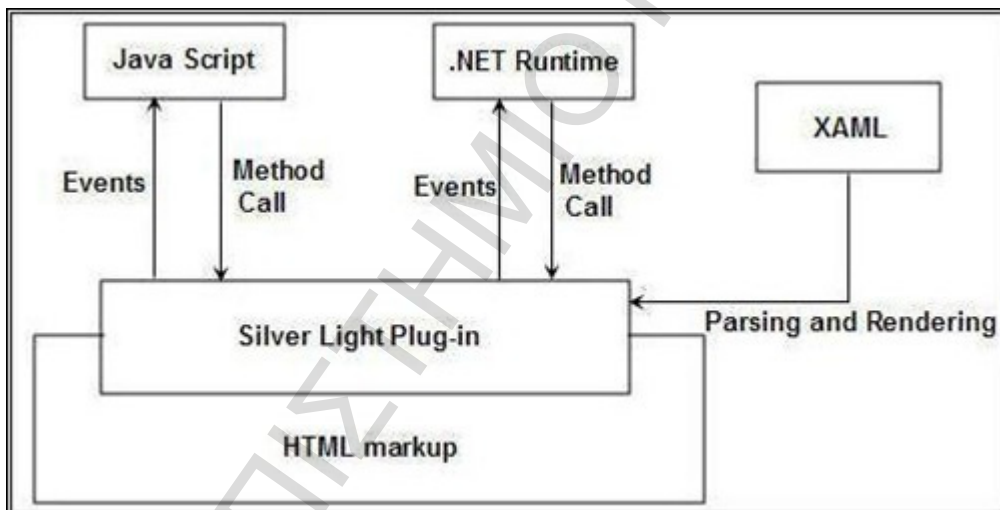 Java Script
.NET Runtime
XAML
Events
Method
Call
Events
Method
Call
Parsing and Rendering
Silver Light Plug-in
HTML markup